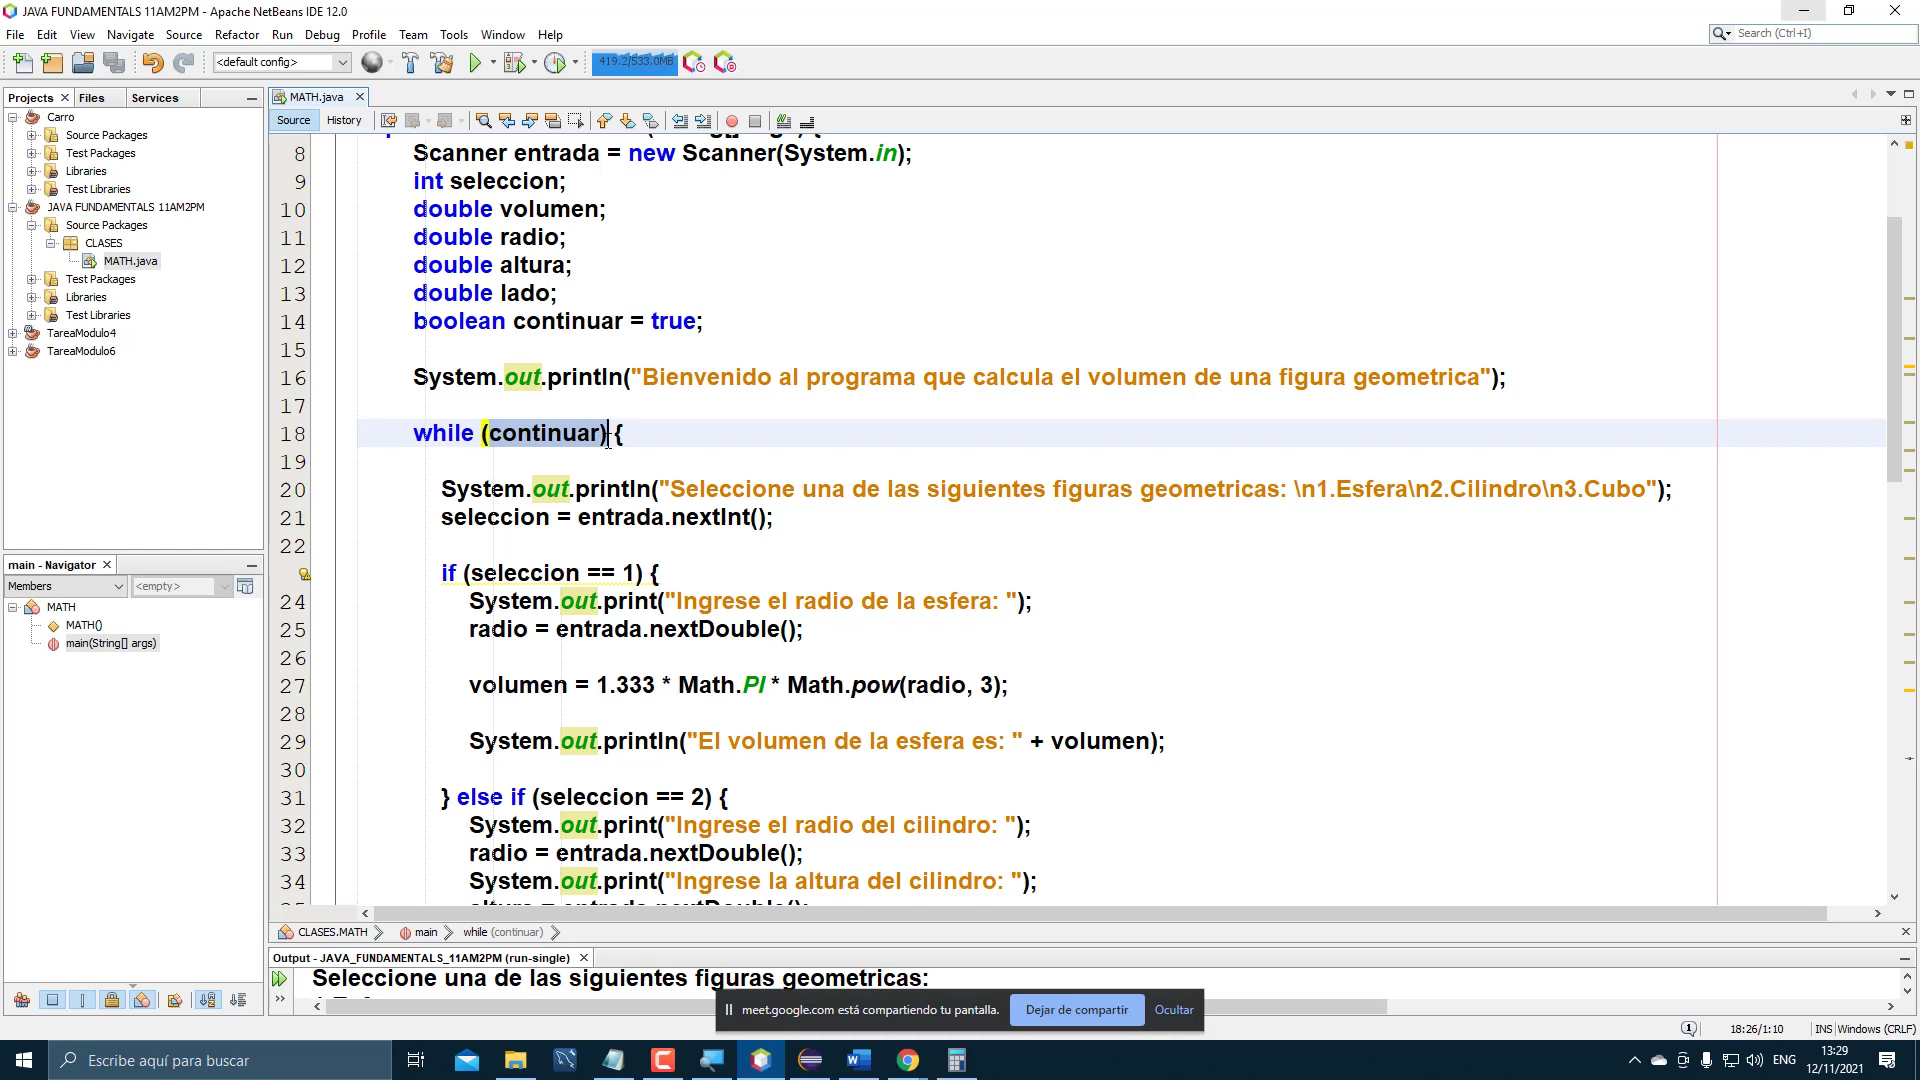 JAVA FUNDAMENTALS 11AM2PM - Apache NetBeans IDE 12.0
File Edit View Navigate Source Refactor Run Debug Profile Team Tools Window Help
Search (Ctrl+I)
<default config>
419.2/533.0MB
Projects Files Services
MATH.java
Source History
Carro
Source Packages
Test Packages
Libraries
Test Libraries
JAVA FUNDAMENTALS 11AM2PM
Source Packages
CLASES
MATH.java
Test Packages
Libraries
Test Libraries
TareaModulo4
TareaModulo6
8 Scanner entrada = new Scanner(System.in);
9 int seleccion;
10 double volumen;
11 double radio;
12 double altura;
13 double lado;
14 boolean continuar = true;
15
16 System.out.println("Bienvenido al programa que calcula el volumen de una figura geometrica");
17
18 while (continuar) {
19
20 System.out.println("Seleccione una de las siguientes figuras geometricas: \n1.Esfera\n2.Cilindro\n3.Cubo");
21 seleccion = entrada.nextInt();
22
if (seleccion == 1) {
24 System.out.print("Ingrese el radio de la esfera: ");
25 radio = entrada.nextDouble();
26
27 volumen = 1.333 * Math.PI * Math.pow(radio, 3);
28
29 System.out.println("El volumen de la esfera es: " + volumen);
30
31 } else if (seleccion == 2) {
32 System.out.print("Ingrese el radio del cilindro: ");
33 radio = entrada.nextDouble();
34 System.out.print("Ingrese la altura del cilindro: ");
main - Navigator
Members <empty>
MATH
MATH()
main(String[] args)
CLASES.MATH main while (continuar)
Output - JAVA_FUNDAMENTALS_11AM2PM (run-single)
Seleccione una de las siguientes figuras geometricas:
meet.google.com está compartiendo tu pantalla. Dejar de compartir Ocultar
18:26/1:10 INS Windows (CRLF)
Escribe aquí para buscar
ENG
13:29
12/11/2021